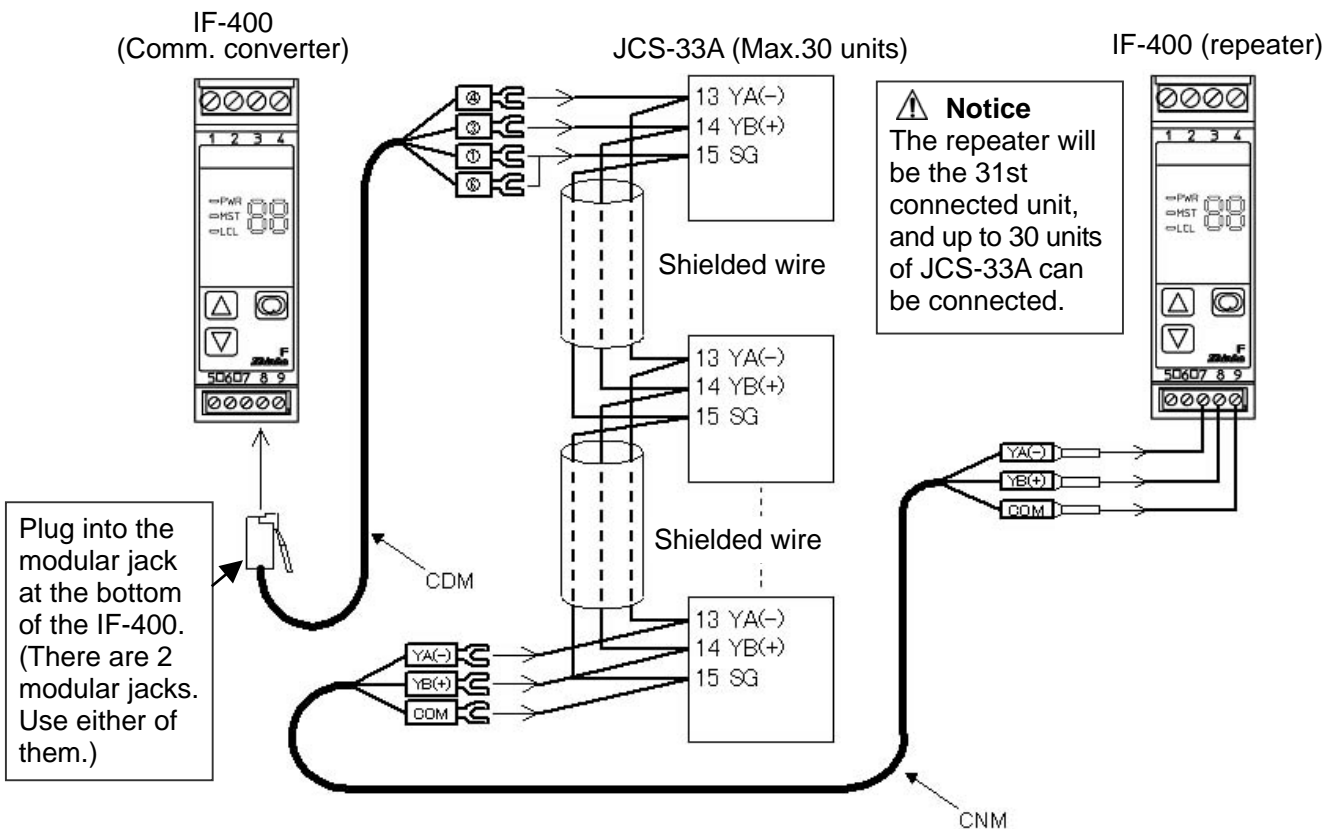 IF-400
(Comm. converter)
1 2 3 4
PWR
MST
LCL
88
F
Shinko
5 6 7 8 9
Plug into the
modular jack
at the bottom
of the IF-400.
(There are 2
modular jacks.
Use either of
them.)
CDM
④
③
①
⑥
JCS-33A (Max.30 units)
13 YA(-)
14 YB(+)
15 SG
Shielded wire
13 YA(-)
14 YB(+)
15 SG
Shielded wire
13 YA(-)
14 YB(+)
15 SG
YA(-)
YB(+)
COM
⚠ Notice
The repeater will
be the 31st
connected unit,
and up to 30 units
of JCS-33A can
be connected.
IF-400 (repeater)
1 2 3 4
PWR
MST
LCL
88
F
Shinko
5 6 7 8 9
YA(-)
YB(+)
COM
CNM